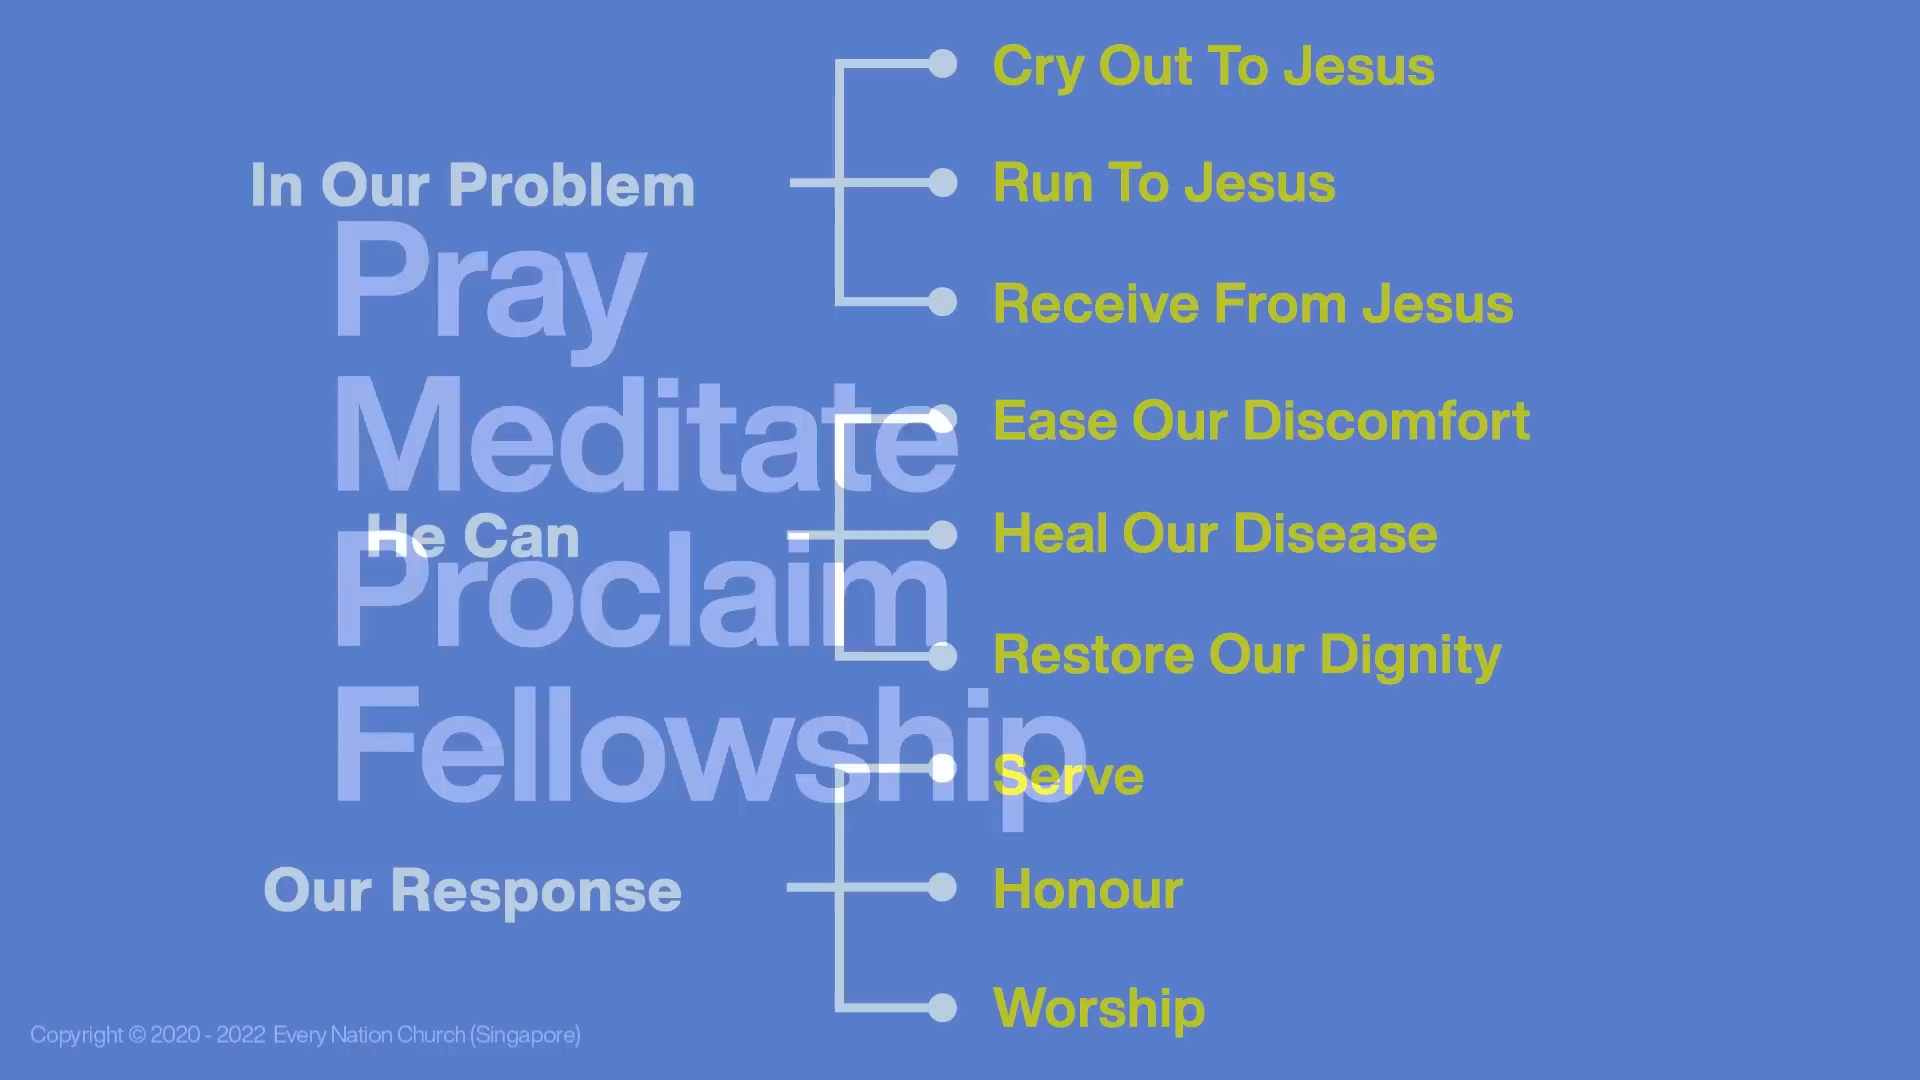 In Our Problem
Cry Out To Jesus
Run To Jesus
Receive From Jesus
He Can
Ease Our Discomfort
Heal Our Disease
Restore Our Dignity
Our Response
Serve
Honour
Worship
Pray
Meditate
Proclaim
Fellowship
Copyright © 2020 - 2022 Every Nation Church (Singapore)